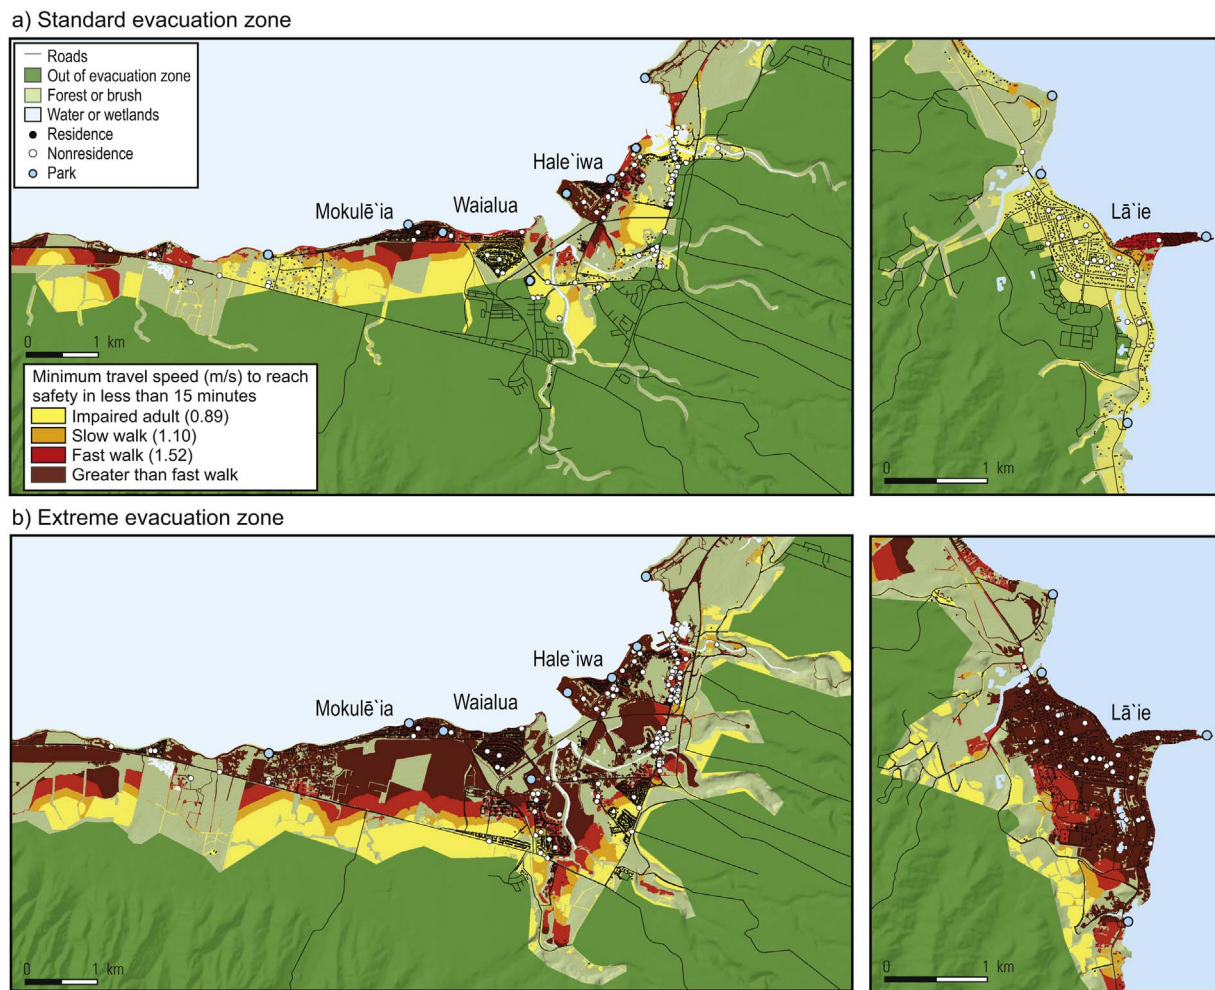 a) Standard evacuation zone
Roads
Out of evacuation zone
Forest or brush
Water or wetlands
Residence
Nonresidence
Park
Hale`iwa
Mokulē`ia
Waialua
Lā`ie
0 1 km
0 1 km
Minimum travel speed (m/s) to reach
safety in less than 15 minutes
Impaired adult (0.89)
Slow walk (1.10)
Fast walk (1.52)
Greater than fast walk
b) Extreme evacuation zone
Hale`iwa
Mokulē`ia
Waialua
Lā`ie
0 1 km
0 1 km